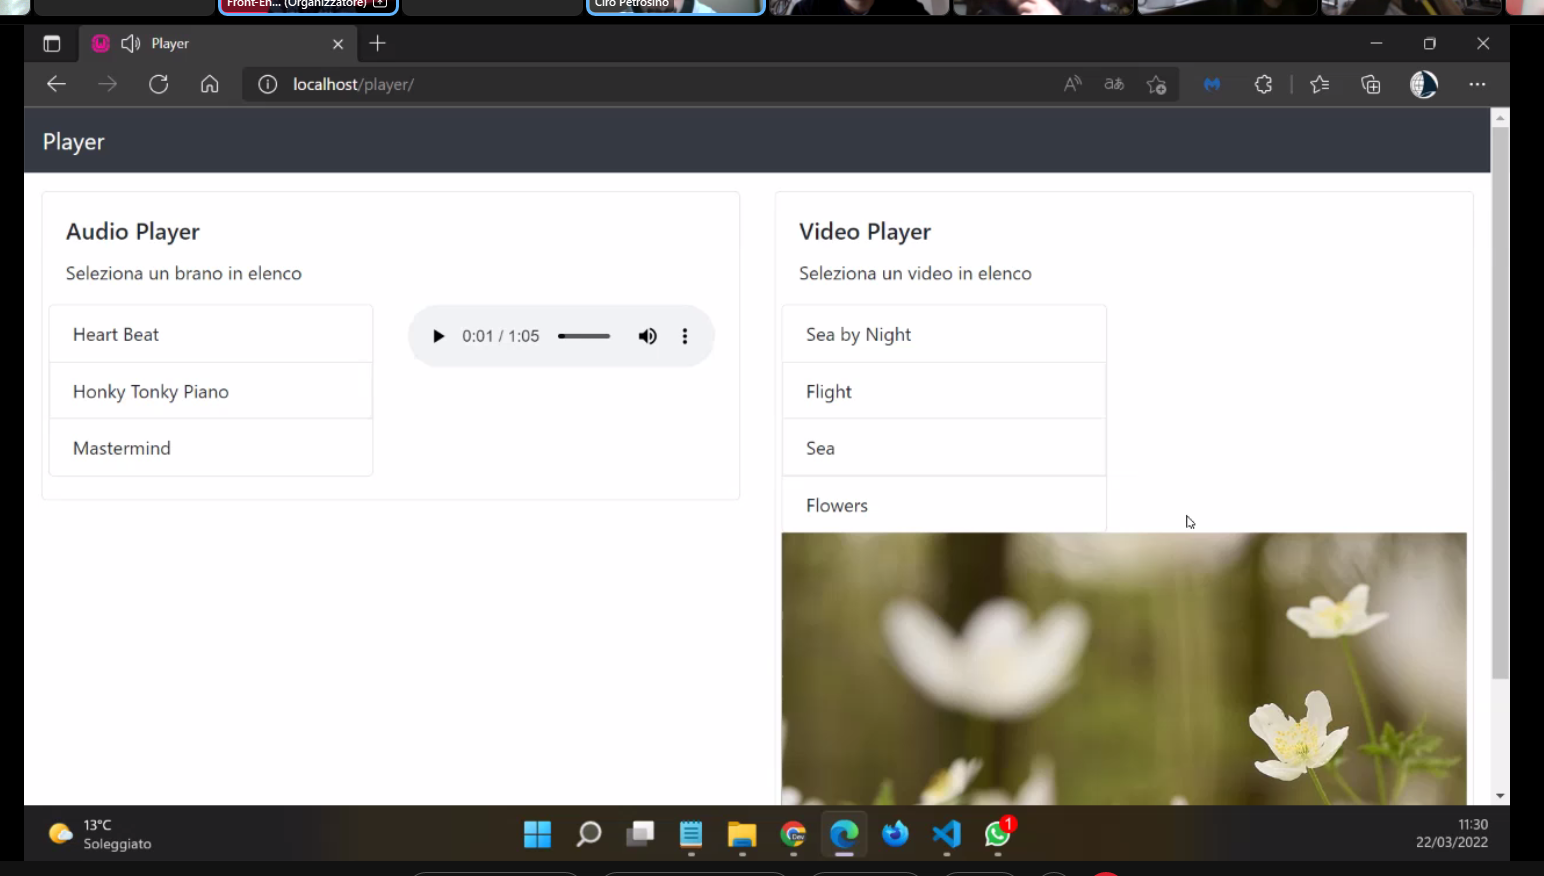 Front-En... (Organizzatore)
Ciro Petrosino
Player
localhost/player/
Player
Audio Player
Seleziona un brano in elenco
Heart Beat
Honky Tonky Piano
Mastermind
0:01 / 1:05
Video Player
Seleziona un video in elenco
Sea by Night
Flight
Sea
Flowers
13°C
Soleggiato
Dev
1
11:30
22/03/2022